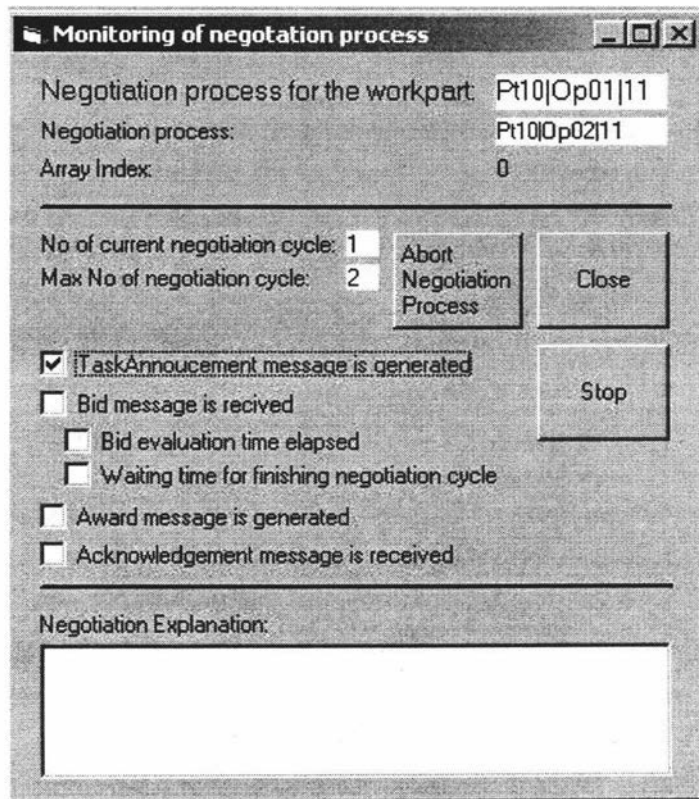 Monitoring of negotation process
Negotiation process for the workpart: Pt10|Op01|11
Negotiation process: Pt10|Op02|11
Array Index: 0
No of current negotiation cycle: 1
Max No of negotiation cycle: 2
Abort
Negotiation
Process
Close
TaskAnnoucement message is generated
Stop
Bid message is recived
Bid evaluation time elapsed
Waiting time for finishing negotiation cycle
Award message is generated
Acknowledgement message is received
Negotiation Explanation: